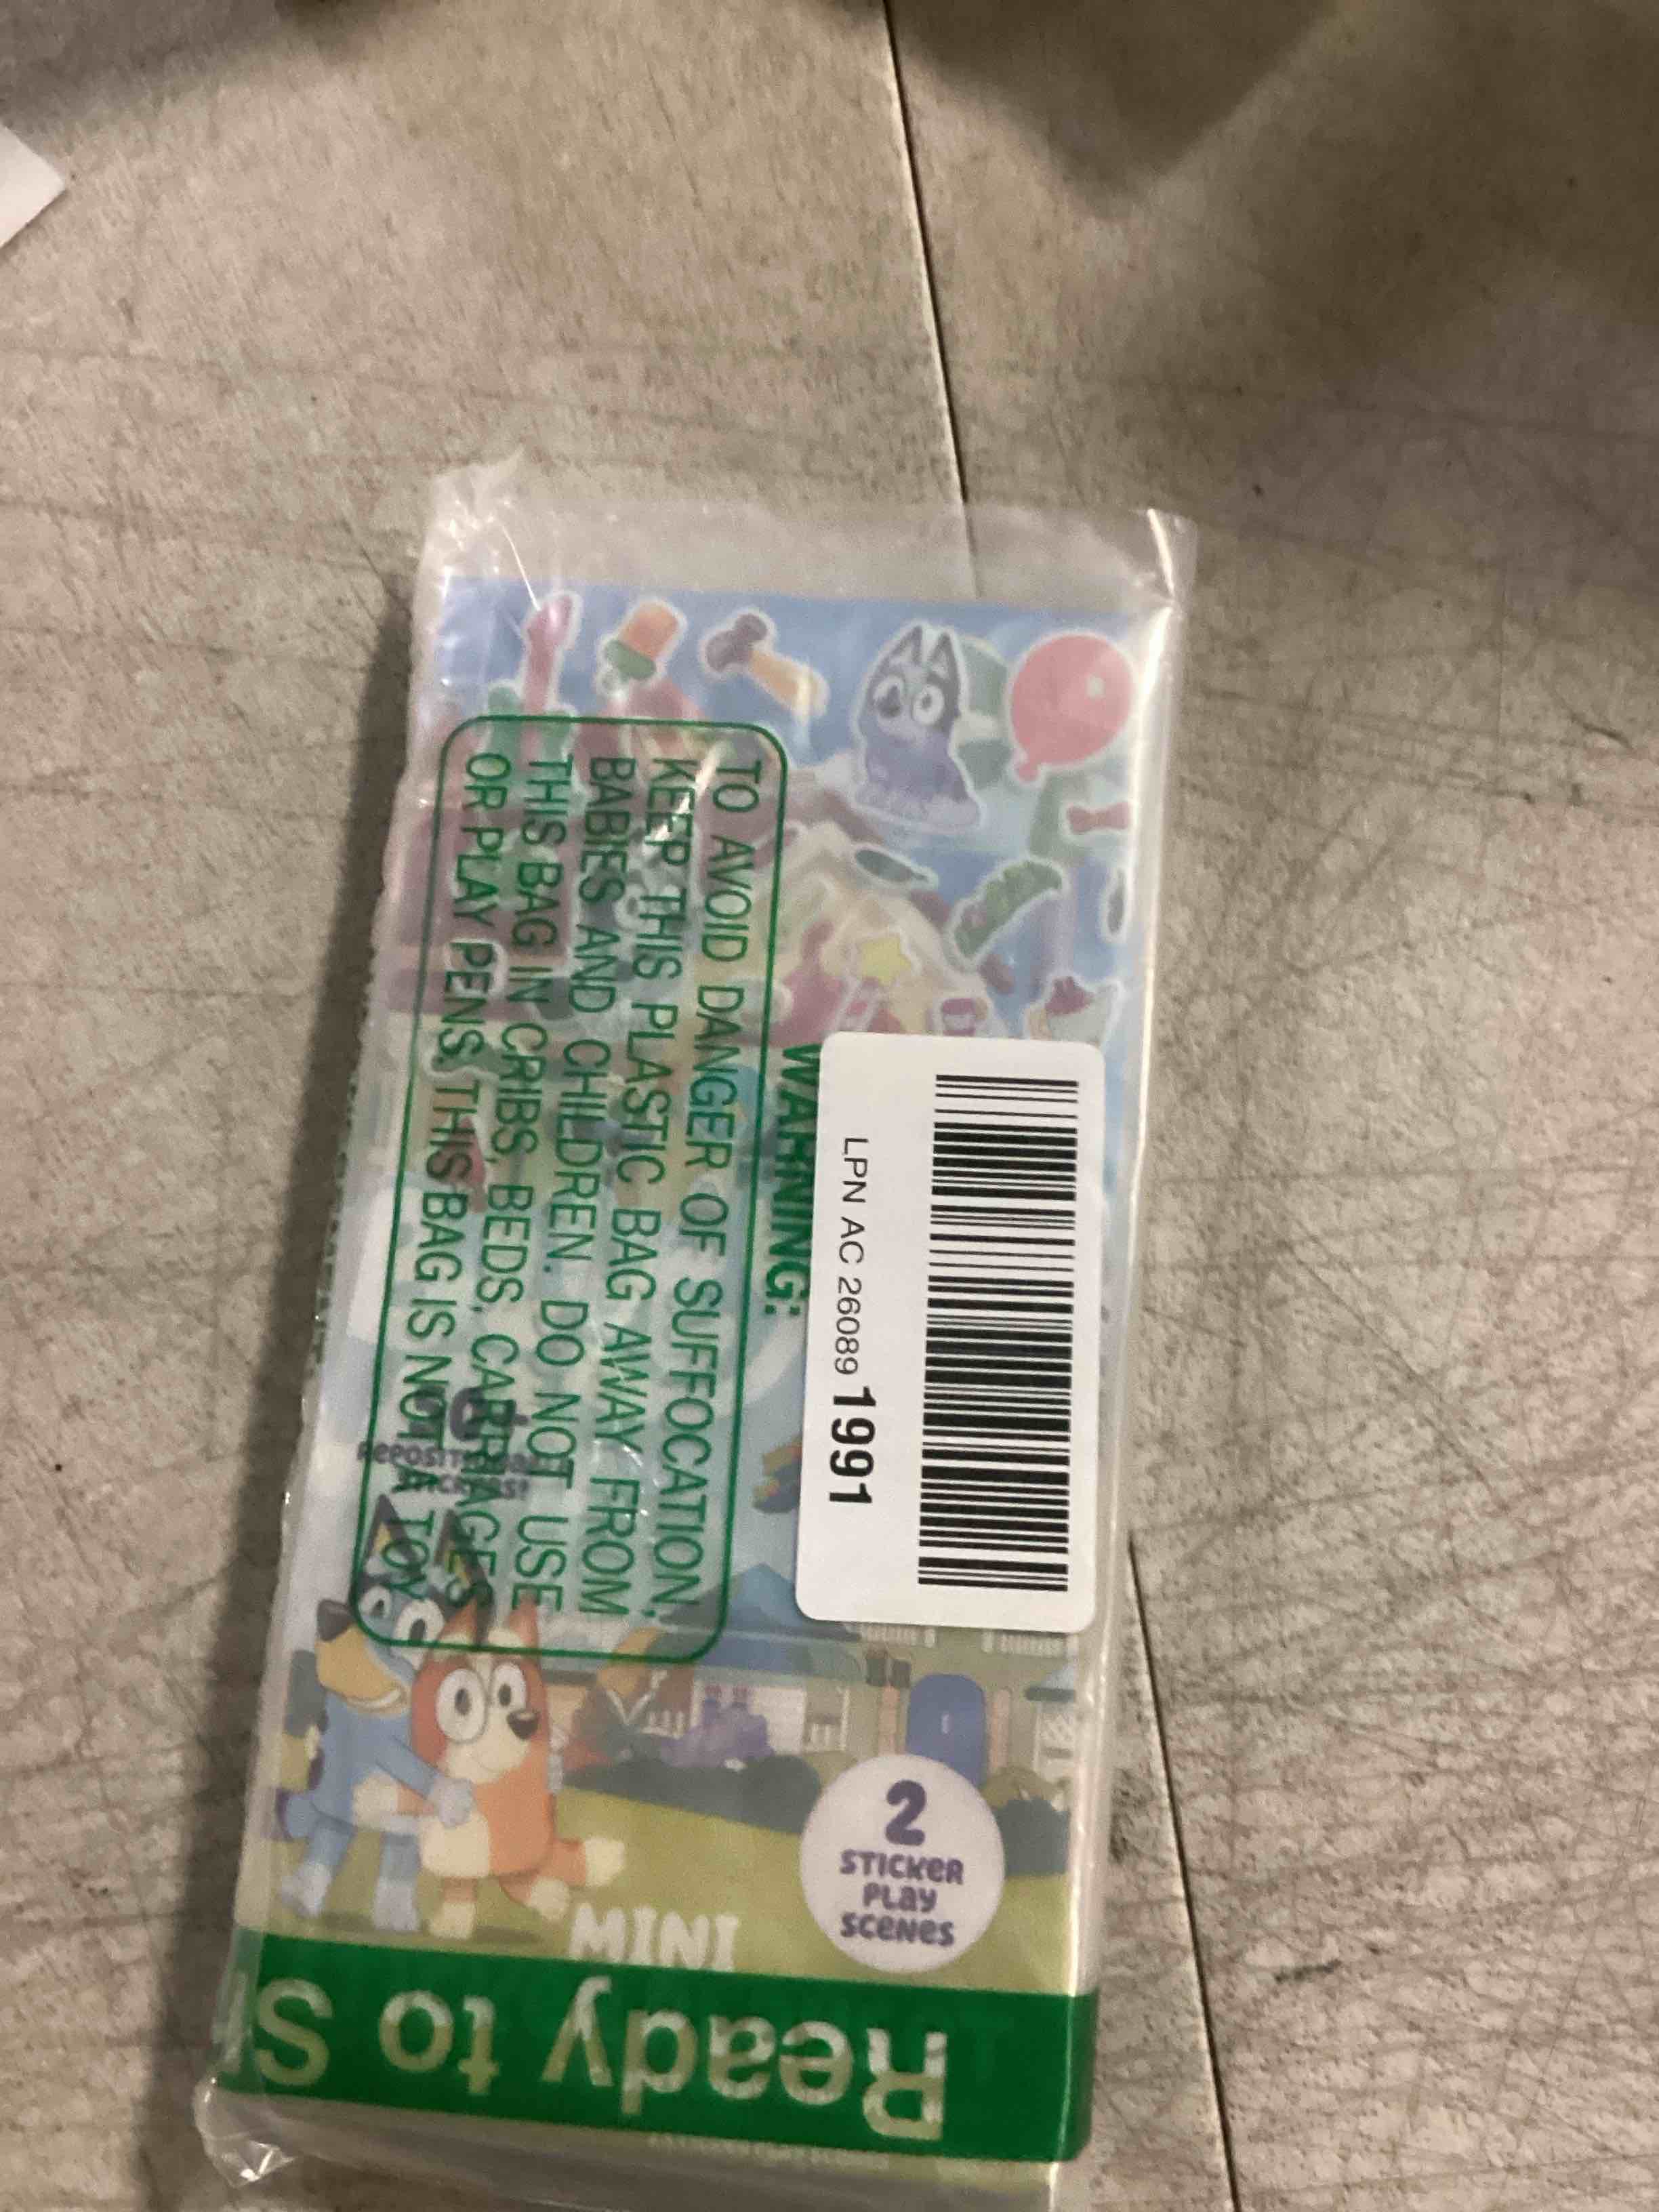 WARNING:
TO AVOID DANGER OF SUFFOCATION,
KEEP THIS PLASTIC BAG AWAY FROM
BABIES AND CHILDREN. DO NOT USE
THIS BAG IN CRIBS, BEDS, CARRIAGES
OR PLAY PENS. THIS BAG IS NOT A TOY
LPN AC 26089 1991
2
STICKER
PLAY
SCENES
MINI
Ready to S